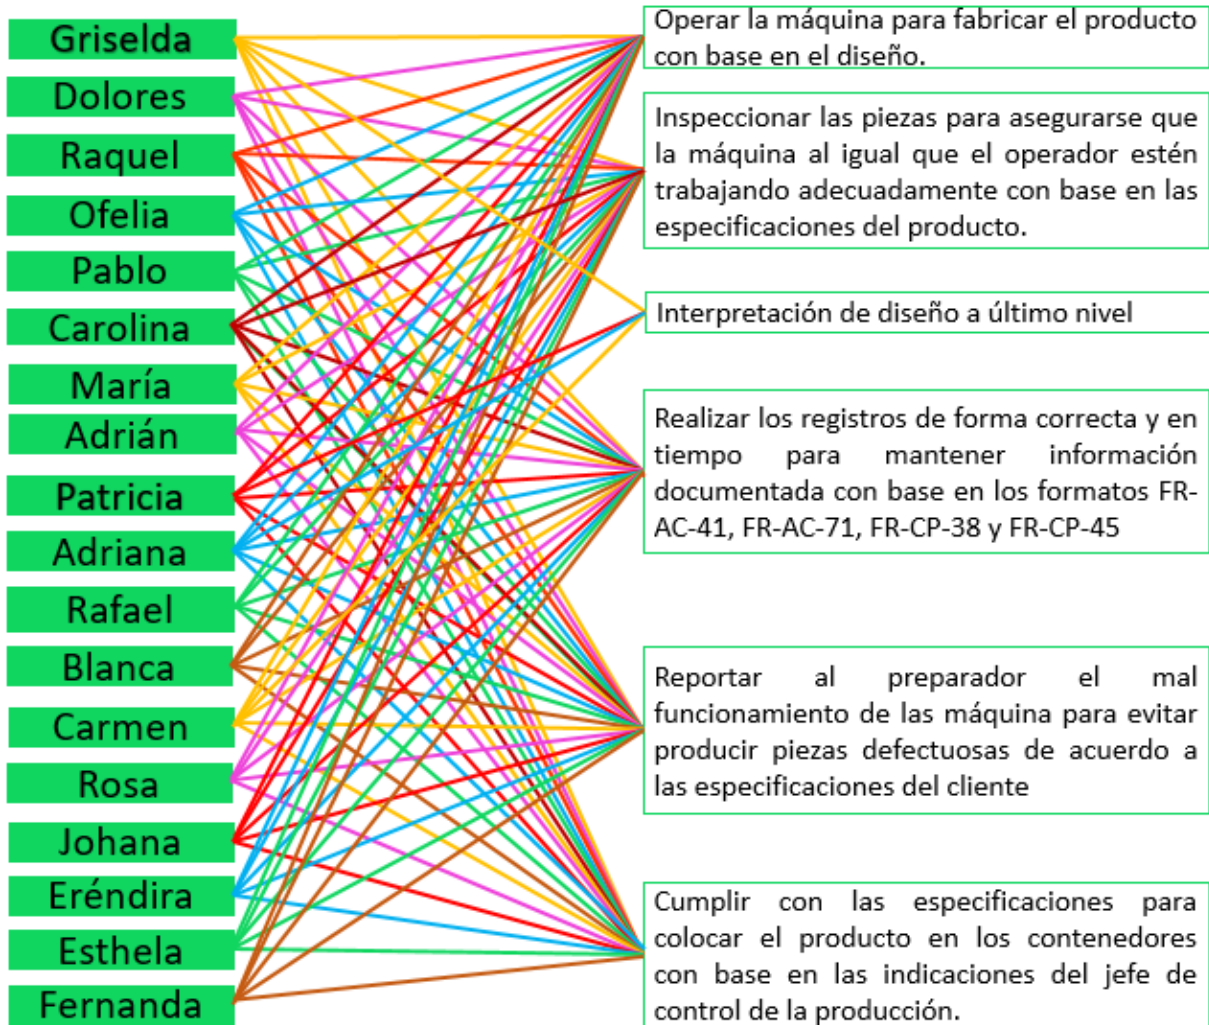 Griselda
Dolores
Raquel
Ofelia
Pablo
Carolina
María
Adrián
Patricia
Adriana
Rafael
Blanca
Carmen
Rosa
Johana
Eréndira
Esthela
Fernanda
Operar la máquina para fabricar el producto
con base en el diseño.
Inspeccionar las piezas para asegurarse que
la máquina al igual que el operador estén
trabajando adecuadamente con base en las
especificaciones del producto.
Interpretación de diseño a último nivel
Realizar los registros de forma correcta y en
tiempo para mantener información
documentada con base en los formatos FR-
AC-41, FR-AC-71, FR-CP-38 y FR-CP-45
Reportar al preparador el mal
funcionamiento de las máquina para evitar
producir piezas defectuosas de acuerdo a
las especificaciones del cliente
Cumplir con las especificaciones para
colocar el producto en los contenedores
con base en las indicaciones del jefe de
control de la producción.